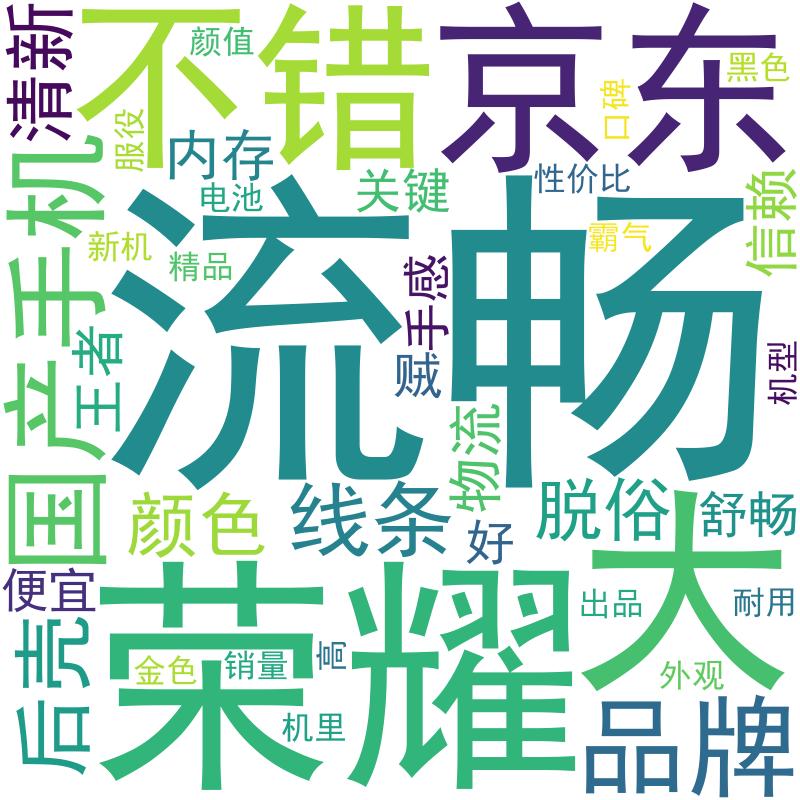 清新
不错
京东
颜值
黑色
口碑
服役
内存
国产手机
电池
关键
性价比
信赖
新机
精品
霸气
流畅
手感
王者
贼
机型
物流
颜色
线条
好
脱俗
舒畅
大
便宜
荣耀
后壳
金色
销量
高
机里
出品
耐用
外观
品牌